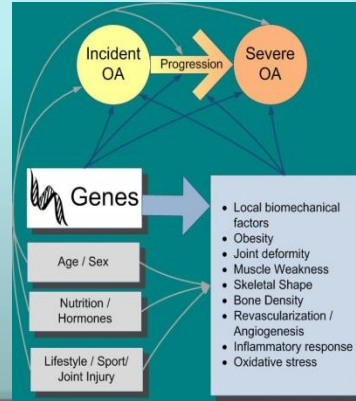 Incident
OA
Progression
Severe
OA
Genes
Age / Sex
Nutrition /
Hormones
Lifestyle / Sport/
Joint Injury
• Local biomechanical
factors
• Obesity
• Joint deformity
• Muscle Weakness
• Skeletal Shape
• Bone Density
• Revascularization /
Angiogenesis
• Inflammatory response
• Oxidative stress